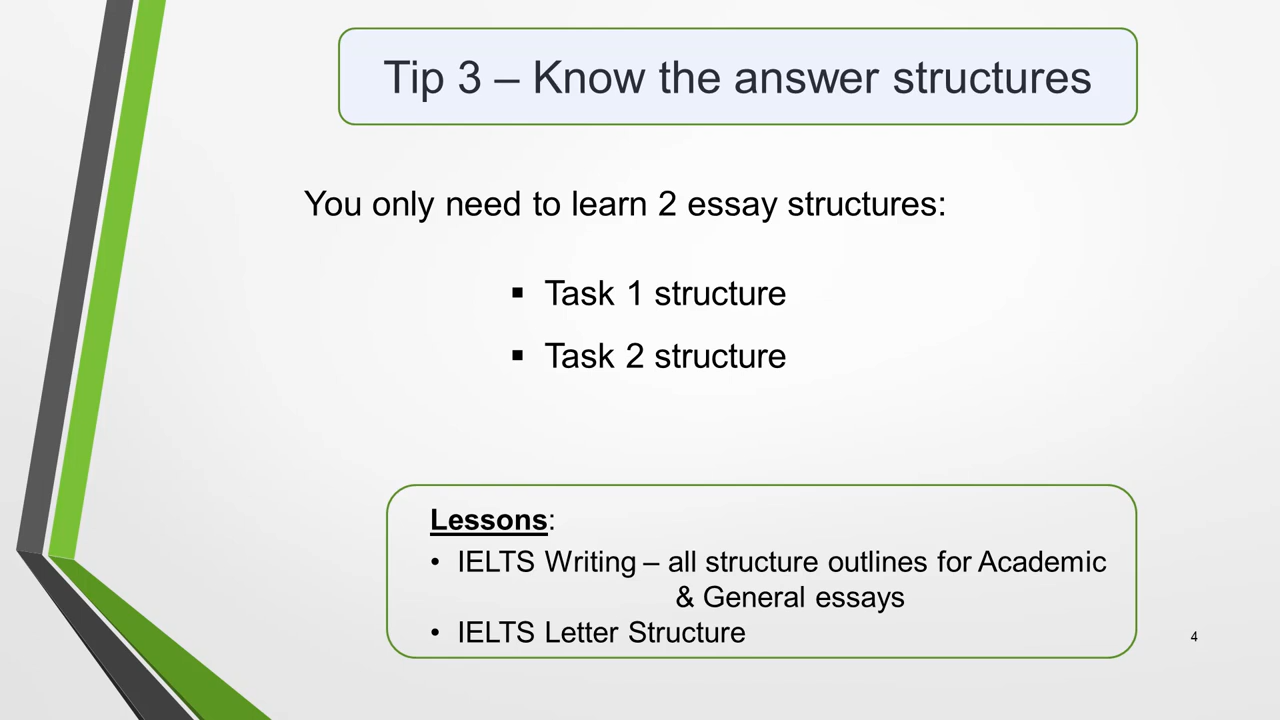 Tip 3 – Know the answer structures
You only need to learn 2 essay structures:
▪ Task 1 structure
▪ Task 2 structure
Lessons:
• IELTS Writing – all structure outlines for Academic
& General essays
• IELTS Letter Structure
4